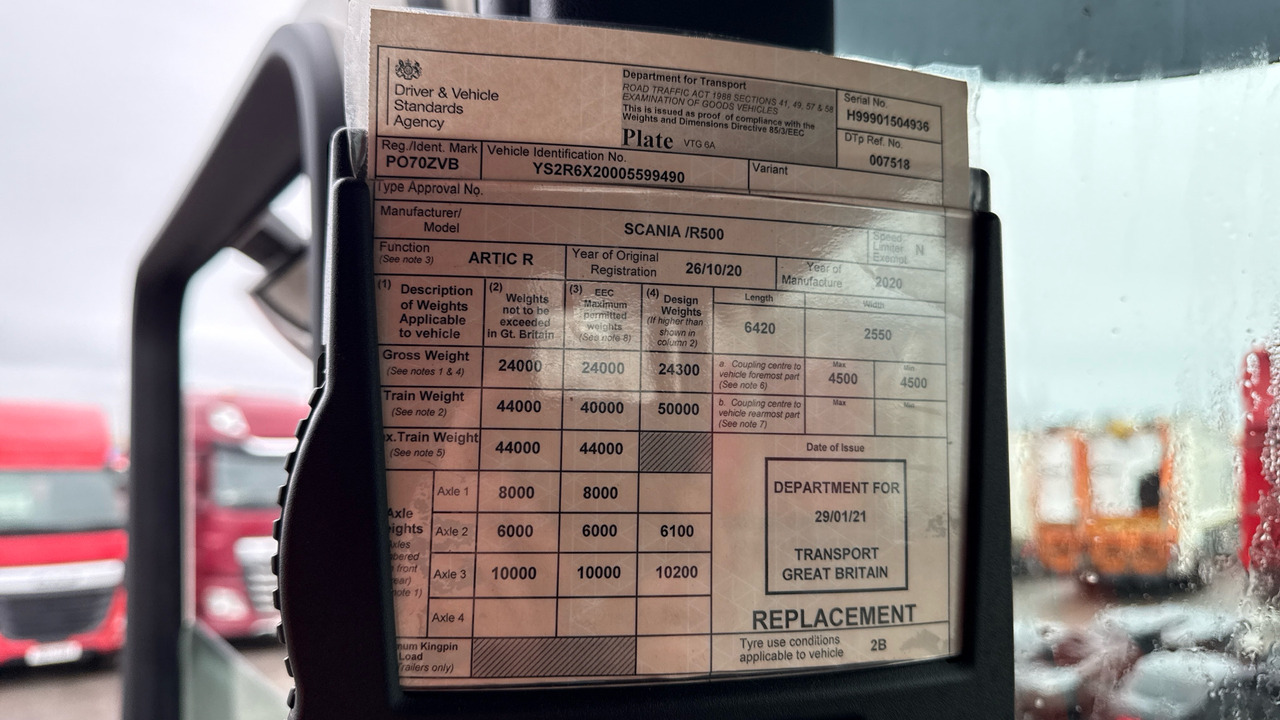 Driver & Vehicle
Standards
Agency
Department for Transport
ROAD TRAFFIC ACT 1988 SECTIONS 41, 49, 57 & 58
EXAMINATION OF GOODS VEHICLES
This is issued as proof of compliance with the
Weights and Dimensions Directive 85/3/EEC
Plate VTG 6A
Serial No.
H99901504936
DTp Ref. No.
007518
Reg./Ident. Mark
PO70ZVB
Vehicle Identification No.
YS2R6X20005599490
Variant
Type Approval No.
Manufacturer/
Model
SCANIA /R500
Speed
Limiter
Exempt
N
Function
(See note 3)
ARTIC R
Year of Original
Registration
26/10/20
Year of
Manufacture
2020
(1) Description
of Weights
Applicable
to vehicle
(2) Weights
not to be
exceeded
in Gt. Britain
(3) EEC
Maximum
permitted
weights
(See note 8)
(4) Design
Weights
(If higher than
shown in
column 2)
Length
6420
Width
2550
Gross Weight
(See notes 1 & 4)
24000
24000
24300
a Coupling centre to
vehicle foremost part
(See note 6)
Max
4500
Min
4500
Train Weight
(See note 2)
44000
40000
50000
b. Coupling centre to
vehicle rearmost part
(See note 7)
Max
Min
x.Train Weight
(See note 5)
44000
44000
Axle 1
8000
8000
Axle 2
6000
6000
6100
Axle 3
10000
10000
10200
Axle 4
Date of Issue
DEPARTMENT FOR
29/01/21
TRANSPORT
GREAT BRITAIN
REPLACEMENT
Tyre use conditions
applicable to vehicle
2B
Load